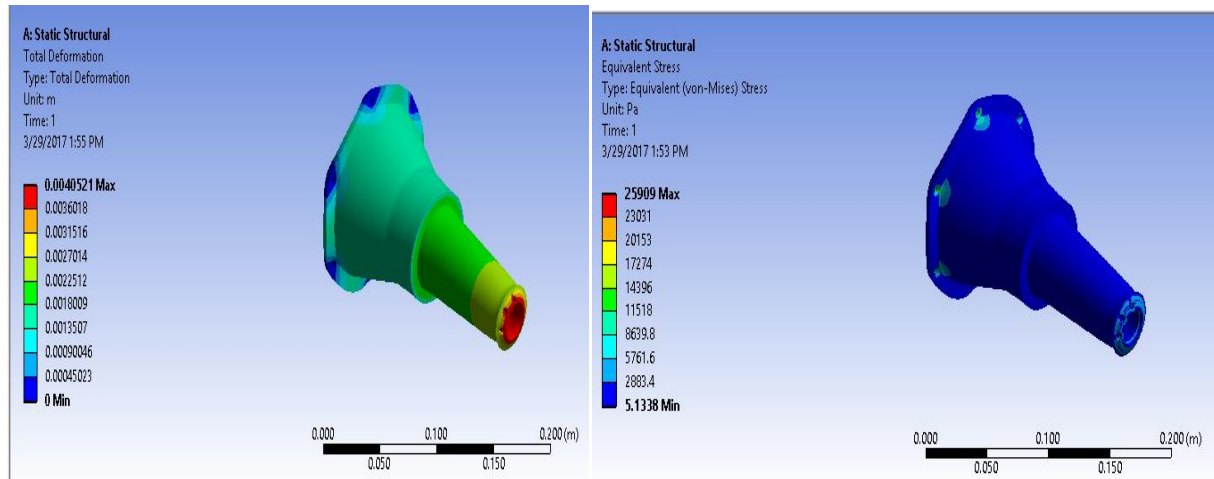 A: Static Structural
Total Deformation
Type: Total Deformation
Unit: m
Time: 1
3/29/2017 1:55 PM
0.0040521 Max
0.0036018
0.0031516
0.0027014
0.0022512
0.0018009
0.0013507
0.00090046
0.00045023
0 Min
0.000 0.100 0.200 (m)
0.050 0.150
A: Static Structural
Equivalent Stress
Type: Equivalent (von-Mises) Stress
Unit: Pa
Time: 1
3/29/2017 1:53 PM
25909 Max
23031
20153
17274
14396
11518
8639.8
5761.6
2883.4
5.1338 Min
0.000 0.100 0.200 (m)
0.050 0.150